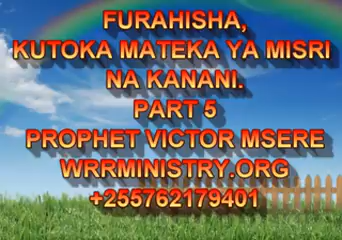 FURAHISHA,
KUTOKA MATEKA YA MISRI
NA KANANI.
PART 5
PROPHET VICTOR MSERE
WRRMINISTRY.ORG
+255762179401